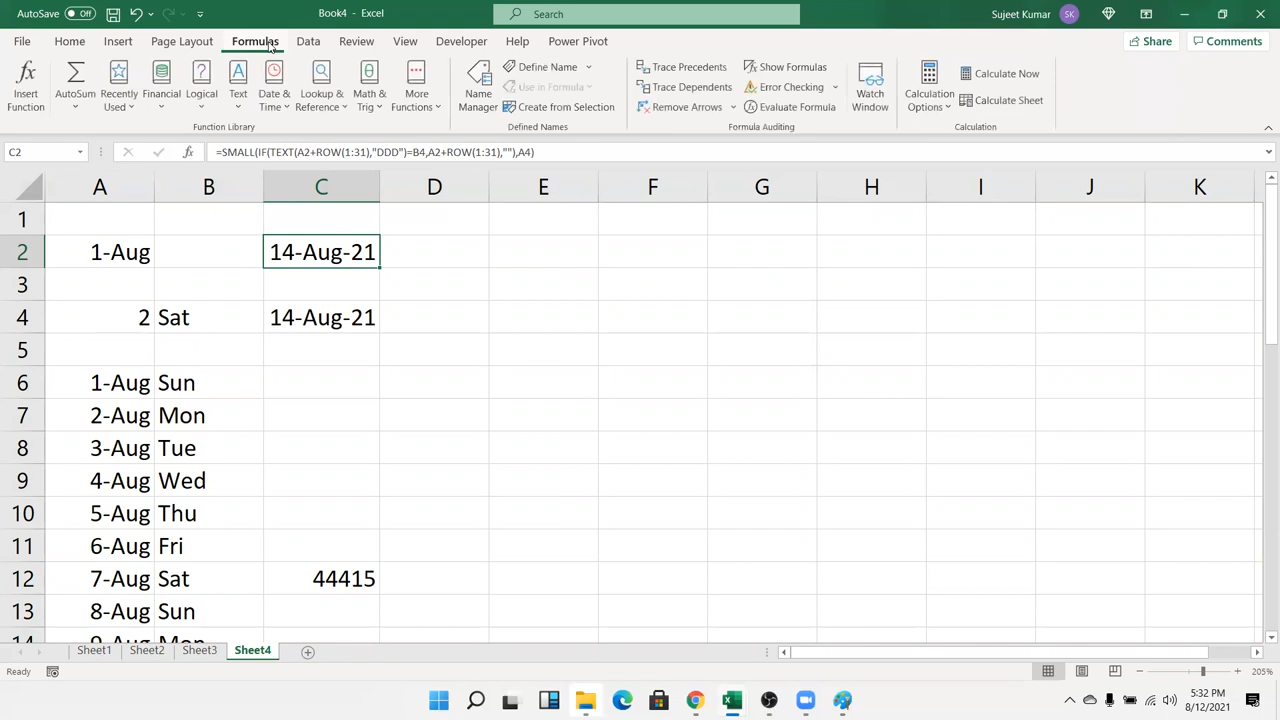 AutoSave Off Book4 - Excel Search Sujeet Kumar SK
File Home Insert Page Layout Formulas Data Review View Developer Help Power Pivot Share Comments
Insert Function AutoSum Recently Used Financial Logical Text Date & Time Lookup & Reference Math & Trig More Functions Name Manager Define Name Use in Formula Create from Selection Trace Precedents Trace Dependents Remove Arrows Show Formulas Error Checking Evaluate Formula Watch Window Calculation Options Calculate Now Calculate Sheet
Function Library Defined Names Formula Auditing Calculation
C2 fx =SMALL(IF(TEXT(A2+ROW(1:31),"DDD")=B4,A2+ROW(1:31),""),A4)
A B C D E F G H I J K
1
2 1-Aug 14-Aug-21
3
4 2 Sat 14-Aug-21
5
6 1-Aug Sun
7 2-Aug Mon
8 3-Aug Tue
9 4-Aug Wed
10 5-Aug Thu
11 6-Aug Fri
12 7-Aug Sat 44415
13 8-Aug Sun
14 9-Aug Mon
Sheet1 Sheet2 Sheet3 Sheet4
Ready 205%
5:32 PM
8/12/2021